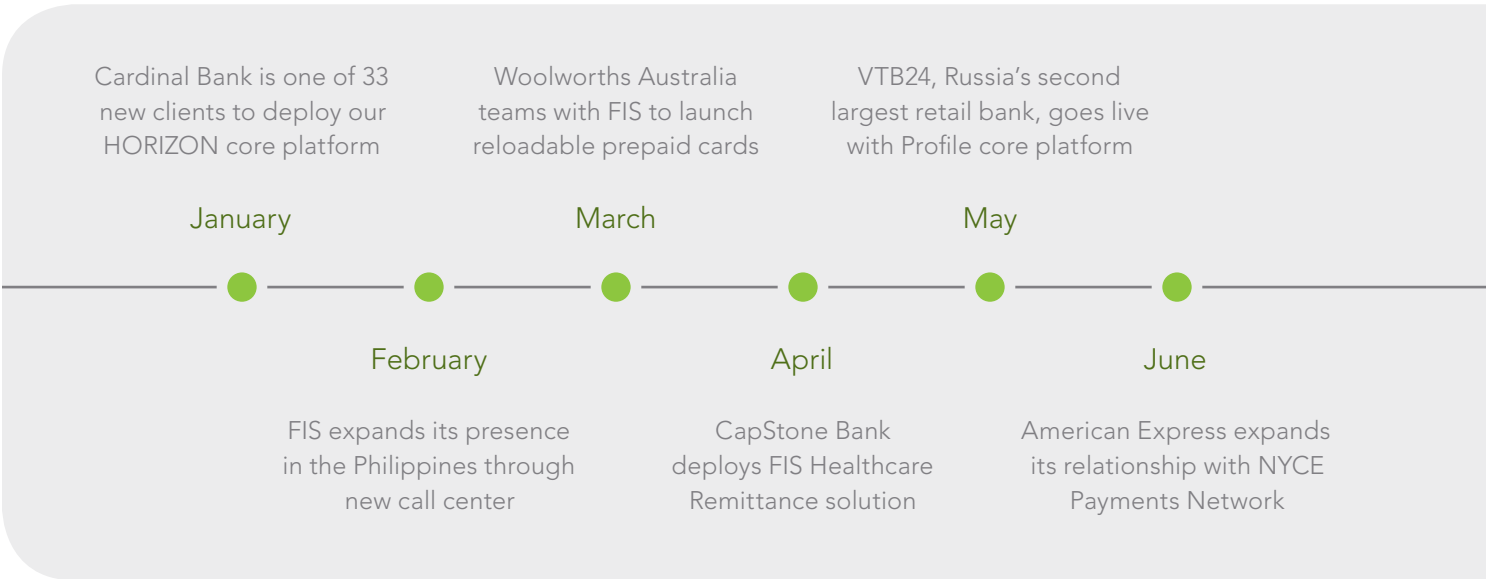 Cardinal Bank is one of 33
new clients to deploy our
HORIZON core platform
January
Woolworths Australia
teams with FIS to launch
reloadable prepaid cards
March
VTB24, Russia’s second
largest retail bank, goes live
with Profile core platform
May
February
FIS expands its presence
in the Philippines through
new call center
April
CapStone Bank
deploys FIS Healthcare
Remittance solution
June
American Express expands
its relationship with NYCE
Payments Network